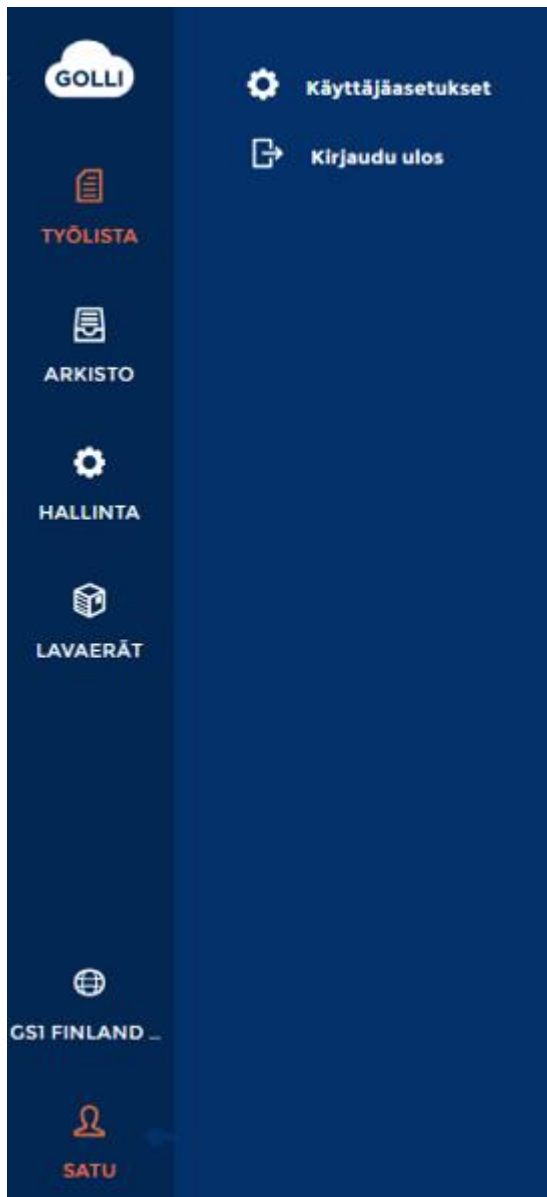 GOLLI
TYÖLISTA
ARKISTO
HALLINTA
LAVAERÄT
GS1 FINLAND ...
SATU
Käyttäjäasetukset
Kirjaudu ulos